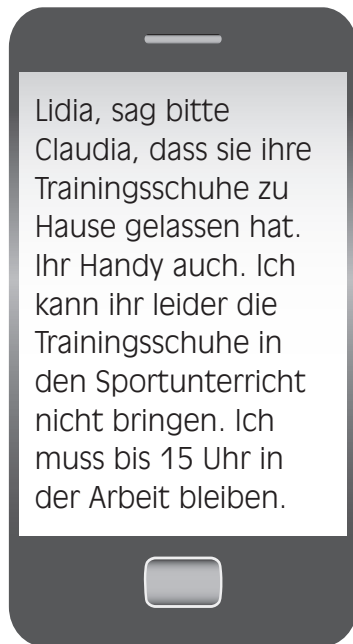 Lidia, sag bitte
Claudia, dass sie ihre
Trainingsschuhe zu
Hause gelassen hat.
Ihr Handy auch. Ich
kann ihr leider die
Trainingsschuhe in
den Sportunterricht
nicht bringen. Ich
muss bis 15 Uhr in
der Arbeit bleiben.